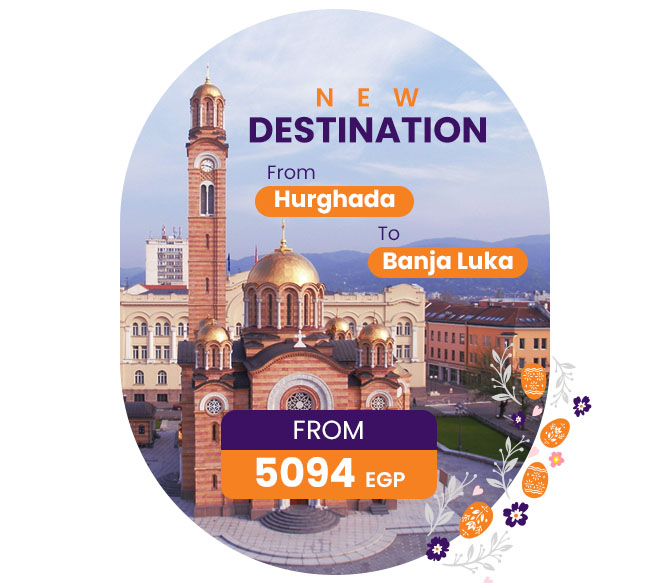 NEW
DESTINATION
From
Hurghada
To
Banja Luka
FROM
5094 EGP